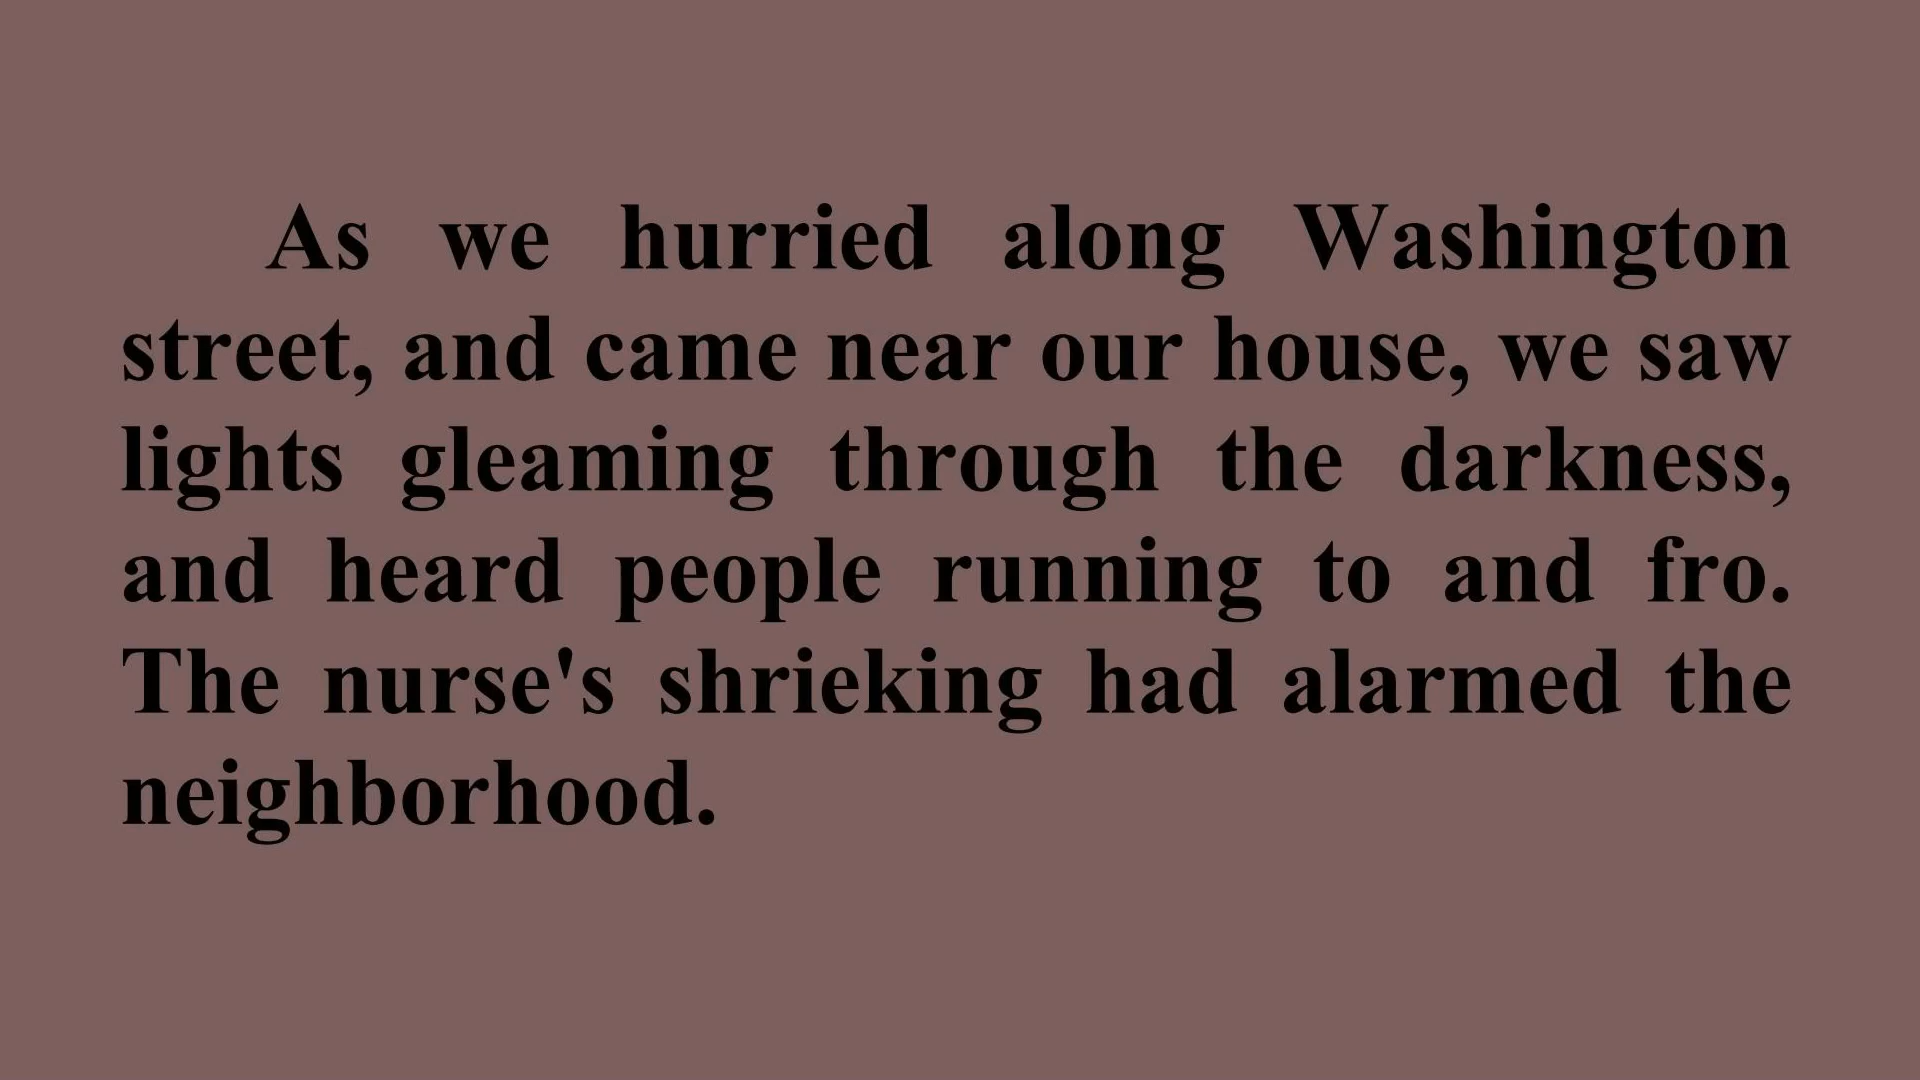 As we hurried along Washington
street, and came near our house, we saw
lights gleaming through the darkness,
and heard people running to and fro.
The nurse's shrieking had alarmed the
neighborhood.